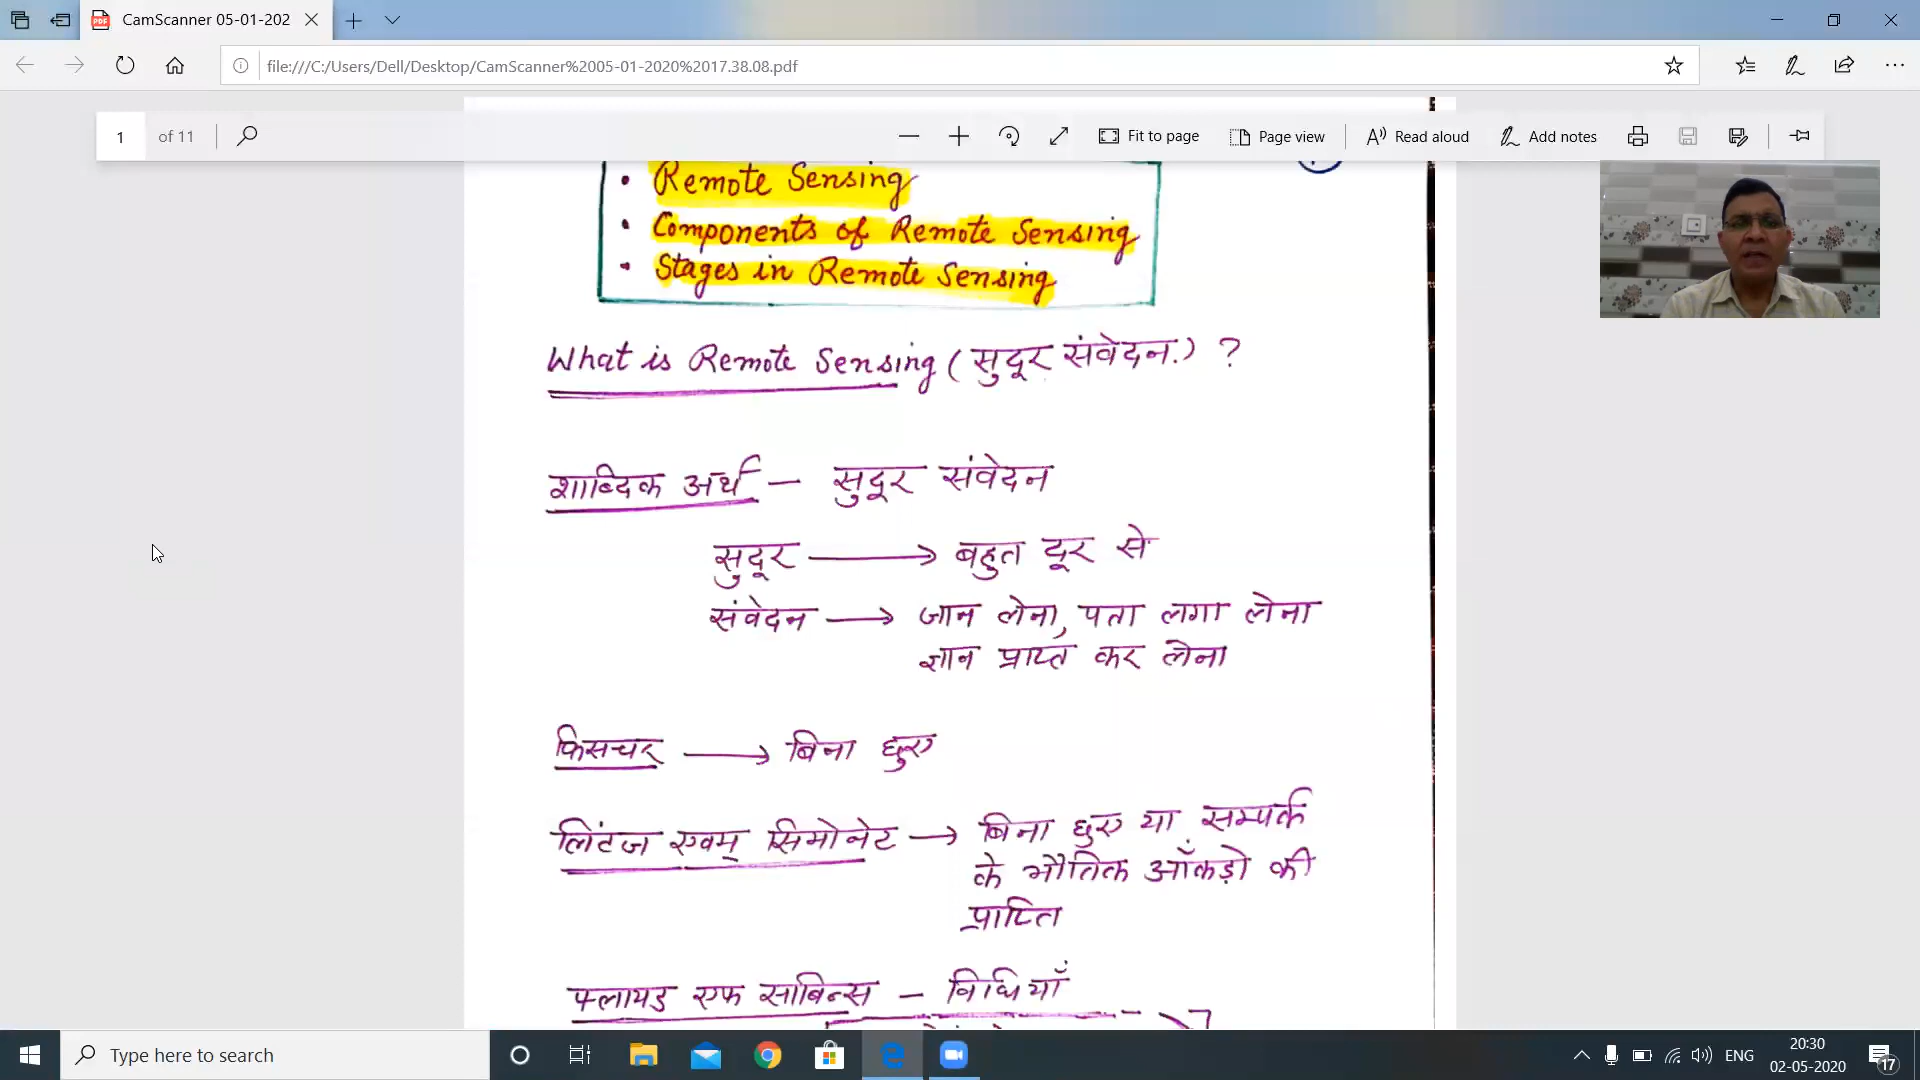 CamScanner 05-01-202
file:///C:/Users/Dell/Desktop/CamScanner%2005-01-2020%2017.38.08.pdf
1 of 11 Fit to page Page view Read aloud Add notes
• Remote Sensing
• Components of Remote Sensing
• Stages in Remote Sensing
What is Remote Sensing (सुदूर संवेदन.) ?
शाब्दिक अर्थ – सुदूर संवेदन
सुदूर → बहुत दूर से
संवेदन → जान लेना, पता लगा लेना
ज्ञान प्राप्त कर लेना
फिसचर → बिना छुए
लिंटज एवम् सिमोनेट → बिना छुए या सम्पर्क
के भौतिक आँकड़ो की
प्राप्ति
फ्लायड एफ साबिन्स – विधियाँ
Type here to search
ENG
20:30
02-05-2020
17